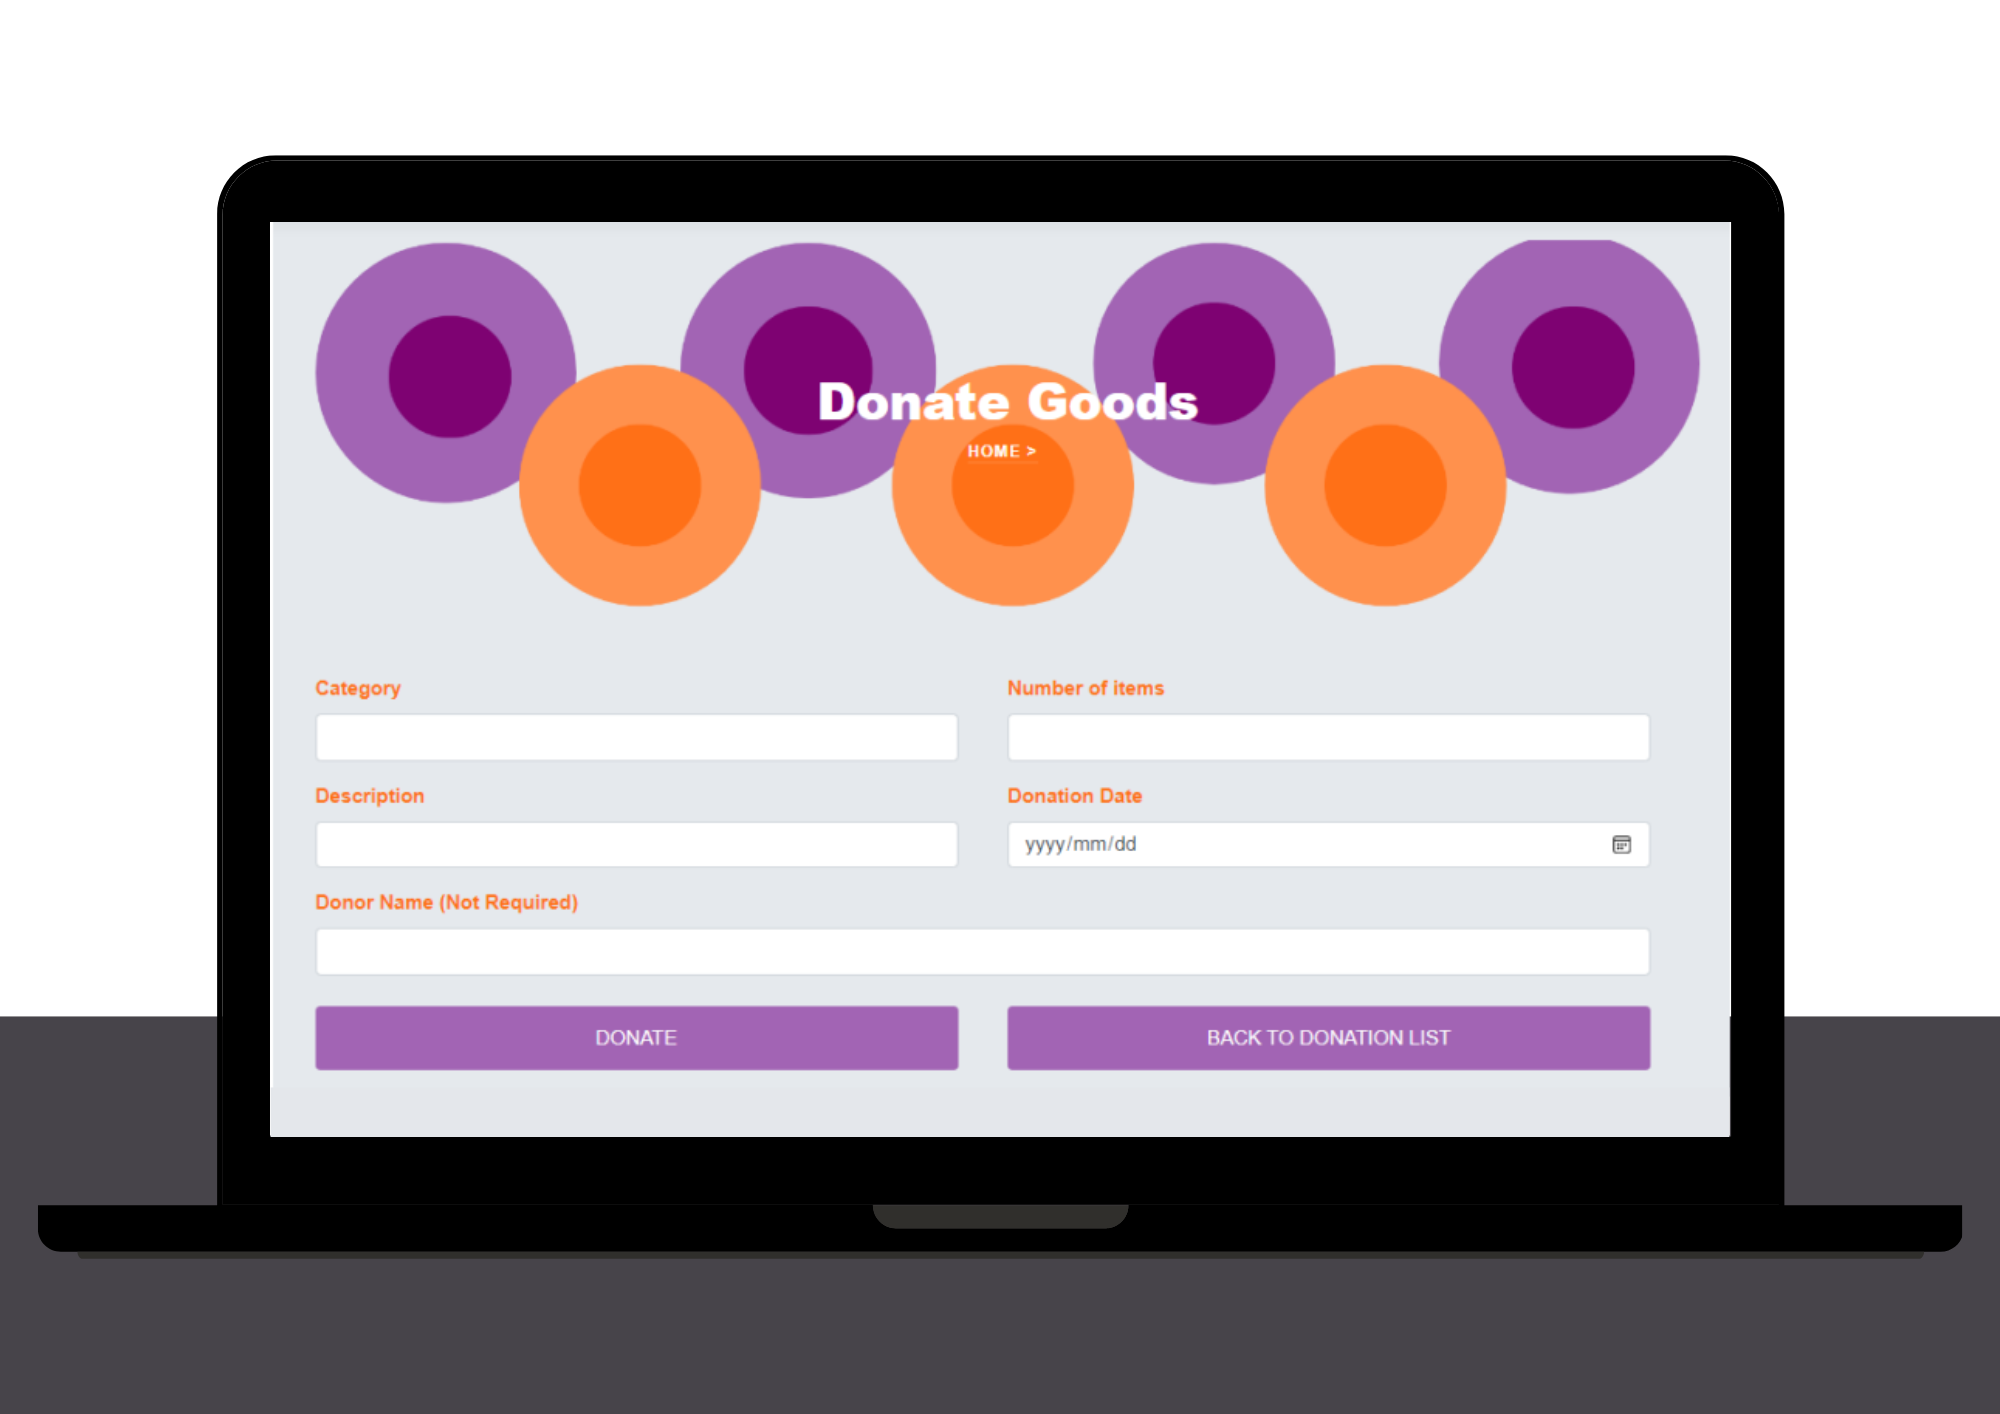 Donate Goods
HOME >
Category
Number of items
Description
Donation Date
yyyy/mm/dd
Donor Name (Not Required)
DONATE
BACK TO DONATION LIST